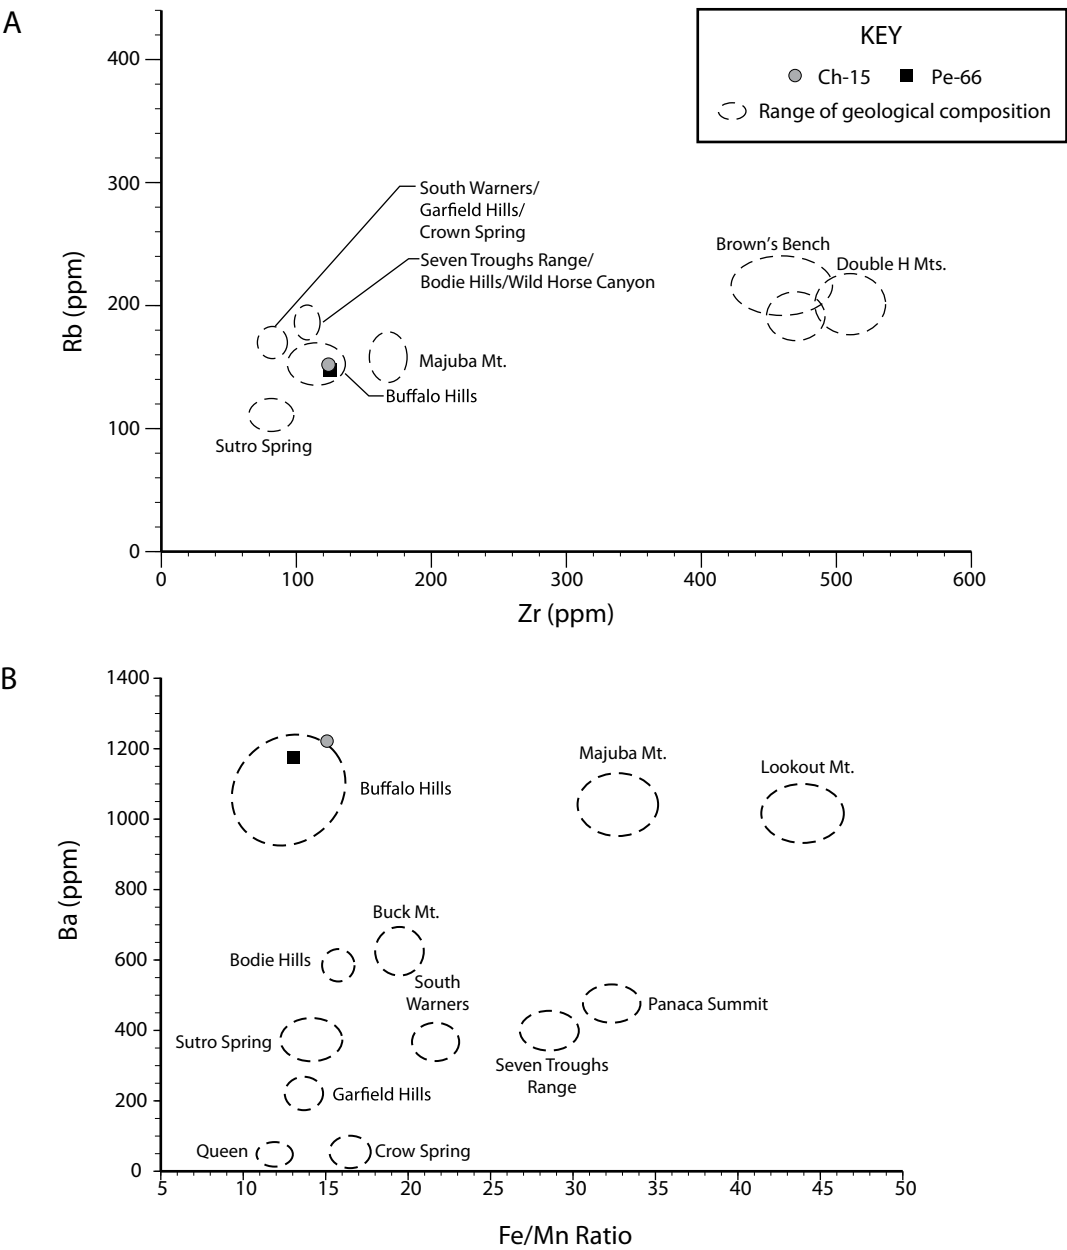 A
KEY
Ch-15
Pe-66
Range of geological composition
400
300
200
100
0
Rb (ppm)
South Warners/
Garfield Hills/
Crown Spring
Seven Troughs Range/
Bodie Hills/Wild Horse Canyon
Brown's Bench
Double H Mts.
Majuba Mt.
Buffalo Hills
Sutro Spring
0 100 200 300 400 500 600
Zr (ppm)
B
1400
1200
1000
800
600
400
200
0
Ba (ppm)
Majuba Mt.
Lookout Mt.
Buffalo Hills
Buck Mt.
Bodie Hills
South
Warners
Panaca Summit
Sutro Spring
Seven Troughs
Range
Garfield Hills
Queen
Crow Spring
5 10 15 20 25 30 35 40 45 50
Fe/Mn Ratio